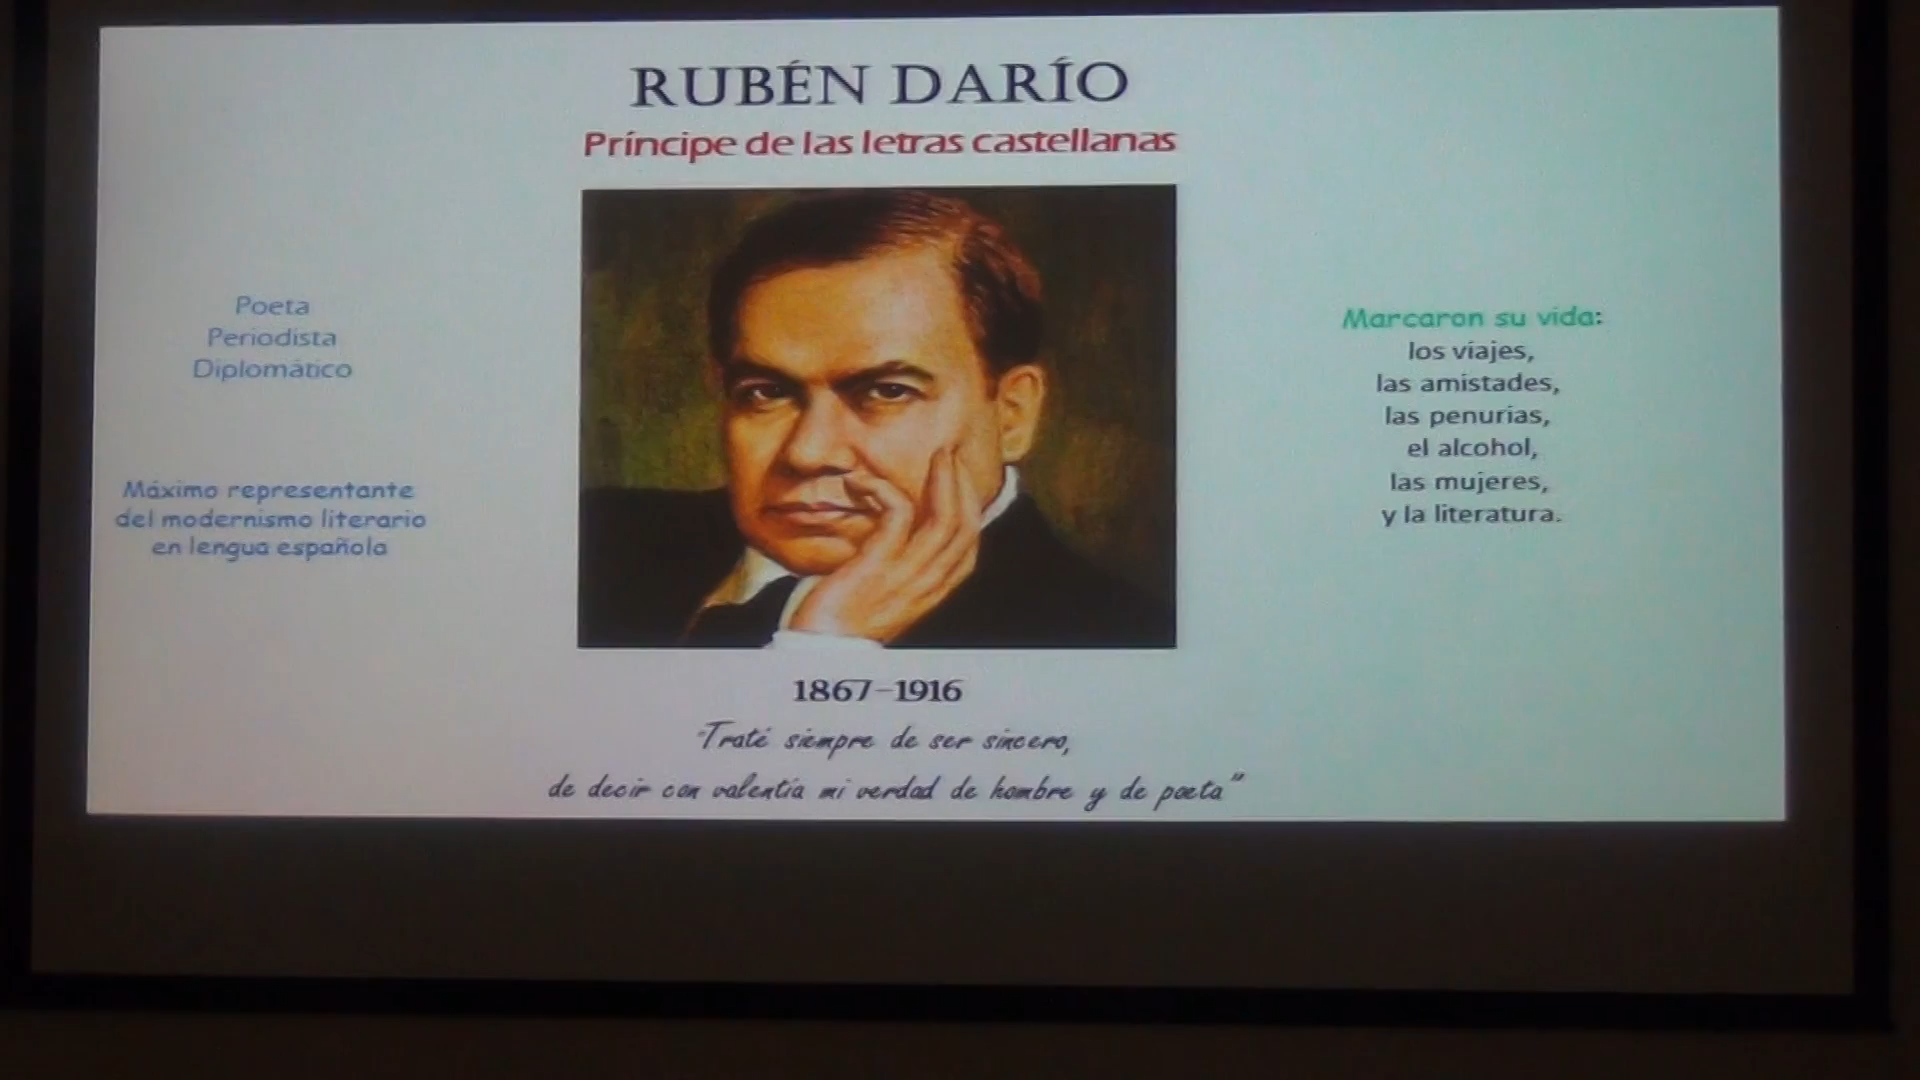 RUBÉN DARÍO
Príncipe de las letras castellanas
Poeta
Periodista
Diplomático
Máximo representante
del modernismo literario
en lengua española
Marcaron su vida:
los viajes,
las amistades,
las penurias,
el alcohol,
las mujeres,
y la literatura.
1867-1916
"Traté siempre de ser sincero,
de decir con valentía mi verdad de hombre y de poeta"